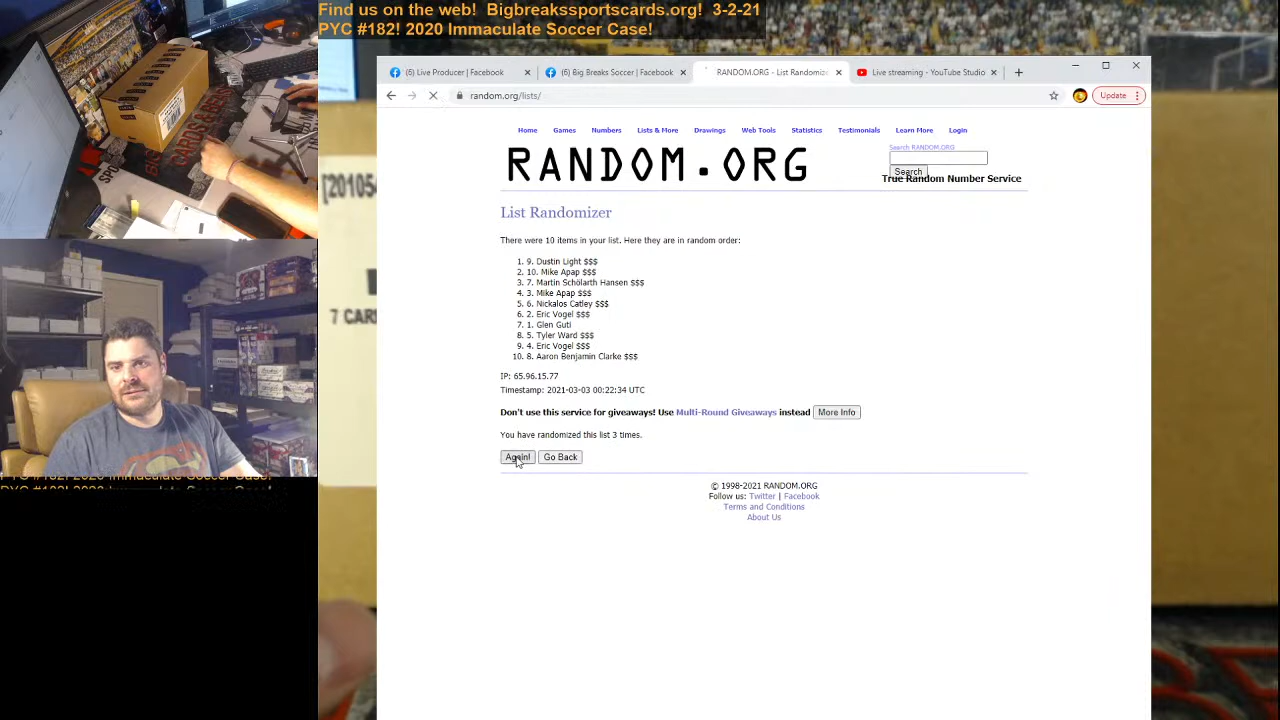 Find us on the web! Bigbreakssportscards.org! 3-2-21
PYC #182! 2020 Immaculate Soccer Case!
(5) Live Producer | Facebook
(6) Big Breaks Soccer | Facebook
RANDOM.ORG - List Randomiz
Live streaming - YouTube Studio
random.org/lists/
Update
Home Games Numbers Lists & More Drawings Web Tools Statistics Testimonials Learn More Login
RANDOM.ORG
Search RANDOM.ORG
Search
True Random Number Service
List Randomizer
There were 10 items in your list. Here they are in random order:
1. 9. Dustin Light $$$
2. 10. Mike Apap $$$
3. 7. Martin Schölarth Hansen $$$
4. 3. Mike Apap $$$
5. 6. Nickalos Catley $$$
6. 2. Eric Vogel $$$
7. 1. Glen Guti
8. 5. Tyler Ward $$$
9. 4. Eric Vogel $$$
10. 8. Aaron Benjamin Clarke $$$
IP: 65.96.15.77
Timestamp: 2021-03-03 00:22:34 UTC
Don't use this service for giveaways! Use Multi-Round Giveaways instead More Info
You have randomized this list 3 times.
Again! Go Back
© 1998-2021 RANDOM.ORG
Follow us: Twitter | Facebook
Terms and Conditions
About Us
[20105
7 CAR